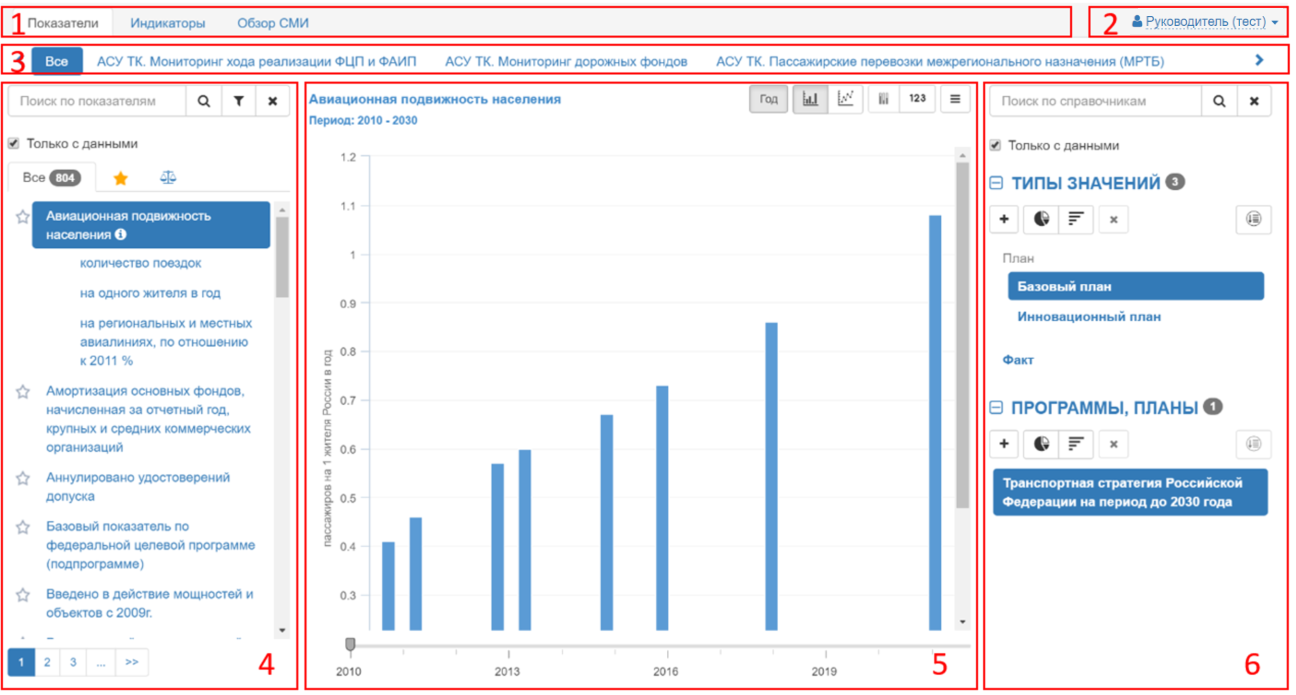 1 Показатели Индикаторы Обзор СМИ 2 Руководитель (тест)
3 Все АСУ ТК. Мониторинг хода реализации ФЦП и ФАИП АСУ ТК. Мониторинг дорожных фондов АСУ ТК. Пассажирские перевозки межрегионального назначения (МРТБ)
Поиск по показателям
Только с данными
Все 804
Авиационная подвижность
населения
количество поездок
на одного жителя в год
на региональных и местных
авиалиниях, по отношению
к 2011 %
Амортизация основных фондов,
начисленная за отчетный год,
крупных и средних коммерческих
организаций
Аннулировано удостоверений
допуска
Базовый показатель по
федеральной целевой программе
(подпрограмме)
Введено в действие мощностей и
объектов с 2009г.
1 2 3 ... >>
4
Авиационная подвижность населения
Период: 2010 - 2030
Год 123
1.2
1.1
1
0.9
0.8
0.7
0.6
0.5
0.4
0.3
пассажиров на 1 жителя России в год
2010 2013 2016 2019
5
Поиск по справочникам
Только с данными
ТИПЫ ЗНАЧЕНИЙ 3
План
Базовый план
Инновационный план
Факт
ПРОГРАММЫ, ПЛАНЫ 1
Транспортная стратегия Российской
Федерации на период до 2030 года
6